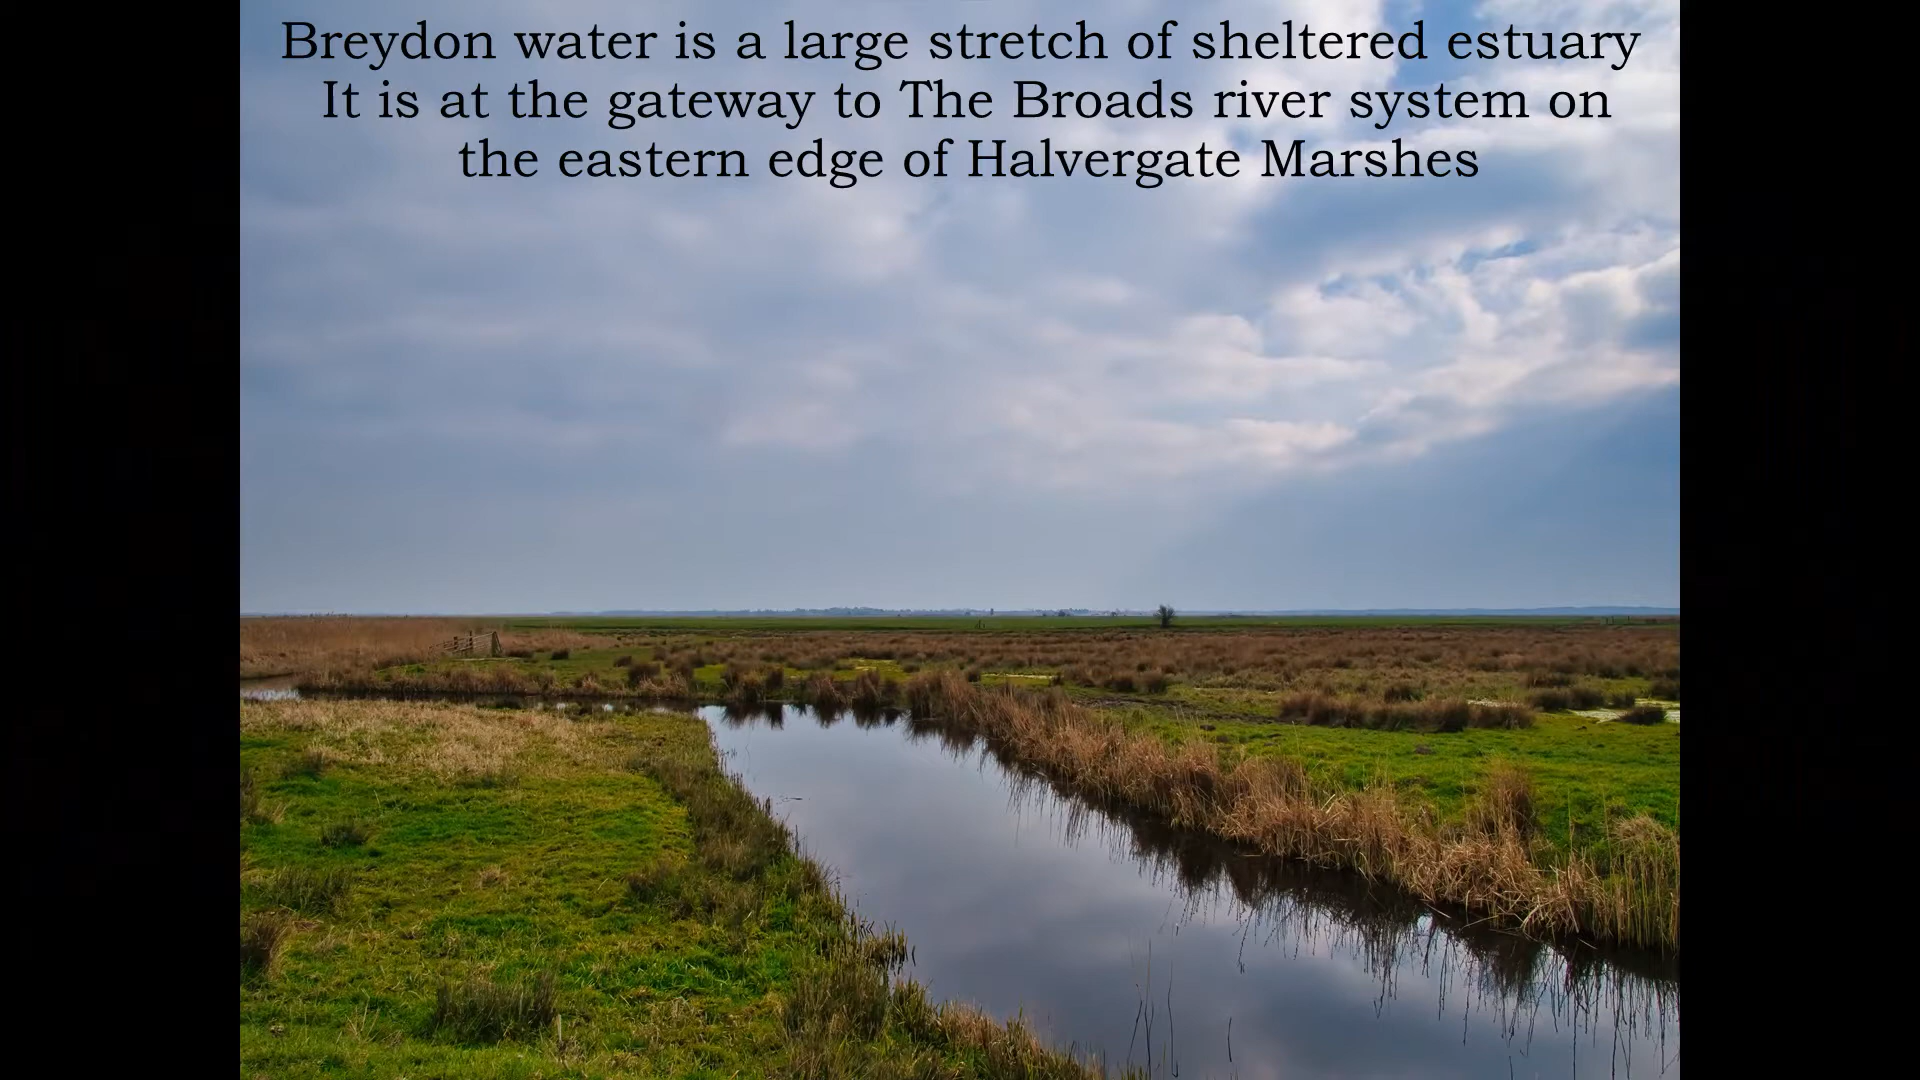 Breydon water is a large stretch of sheltered estuary
It is at the gateway to The Broads river system on
the eastern edge of Halvergate Marshes